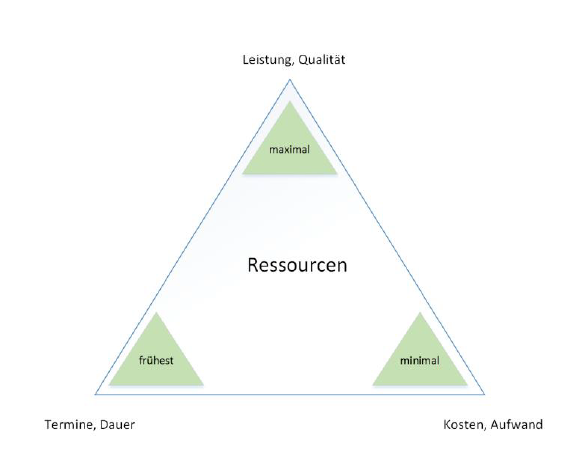 Leistung, Qualität
maximal
Ressourcen
frühest
minimal
Termine, Dauer
Kosten, Aufwand